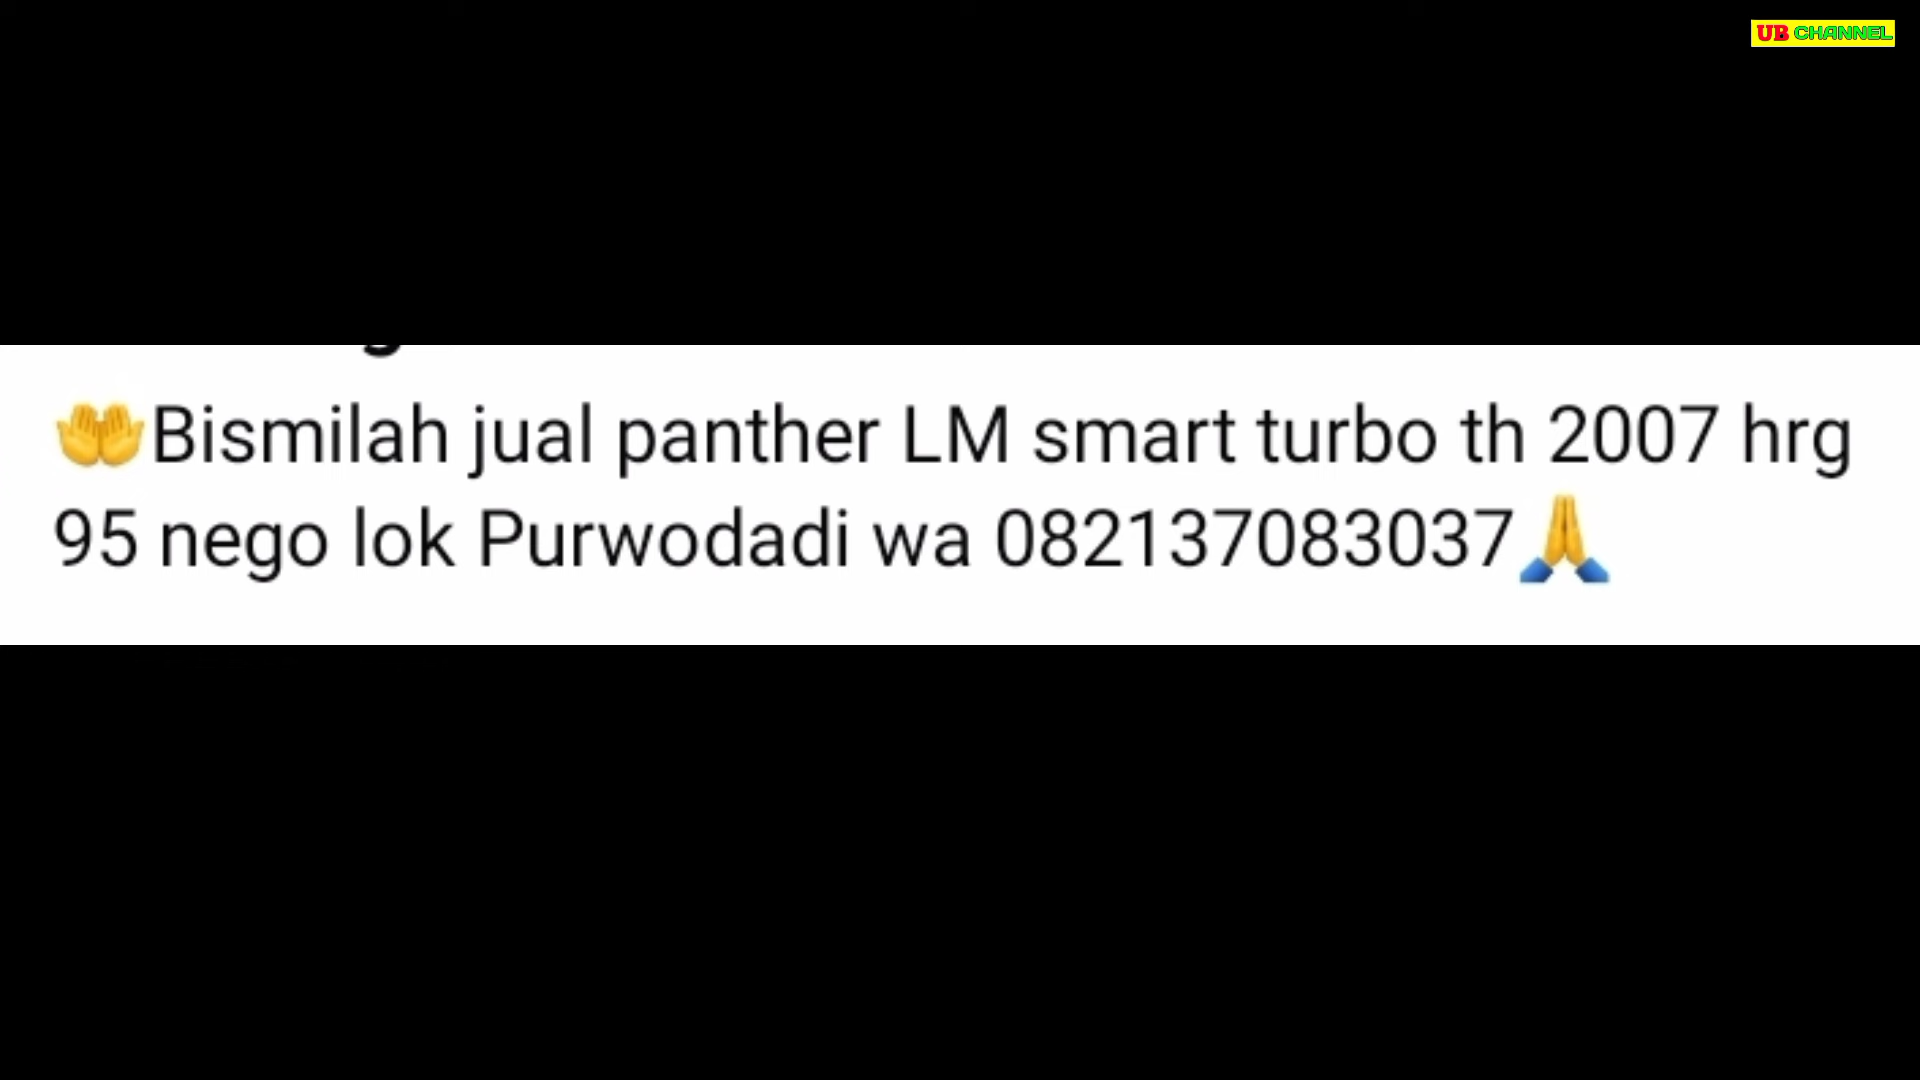 UB CHANNEL
🤲Bismilah jual panther LM smart turbo th 2007 hrg
95 nego lok Purwodadi wa 082137083037🙏